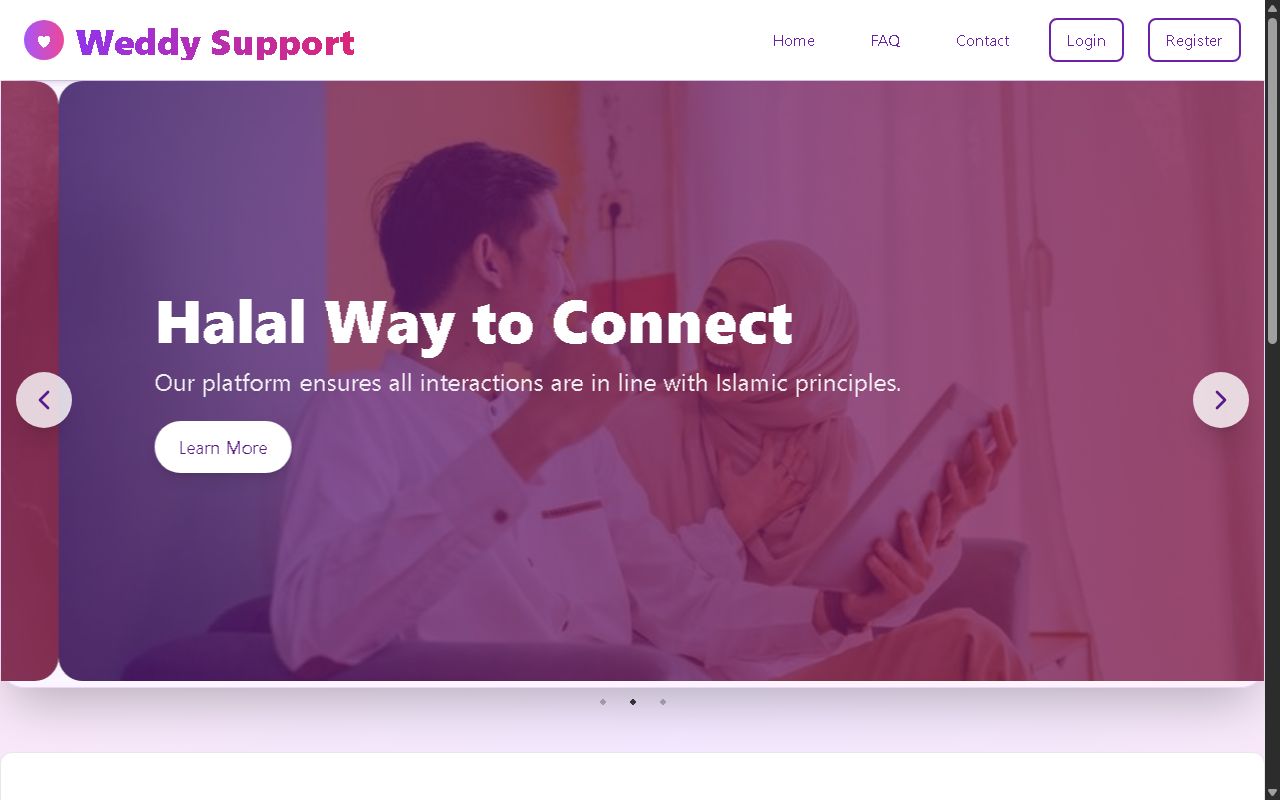 Weddy Support
Home
FAQ
Contact
Login
Register
Halal Way to Connect
Our platform ensures all interactions are in line with Islamic principles.
Learn More